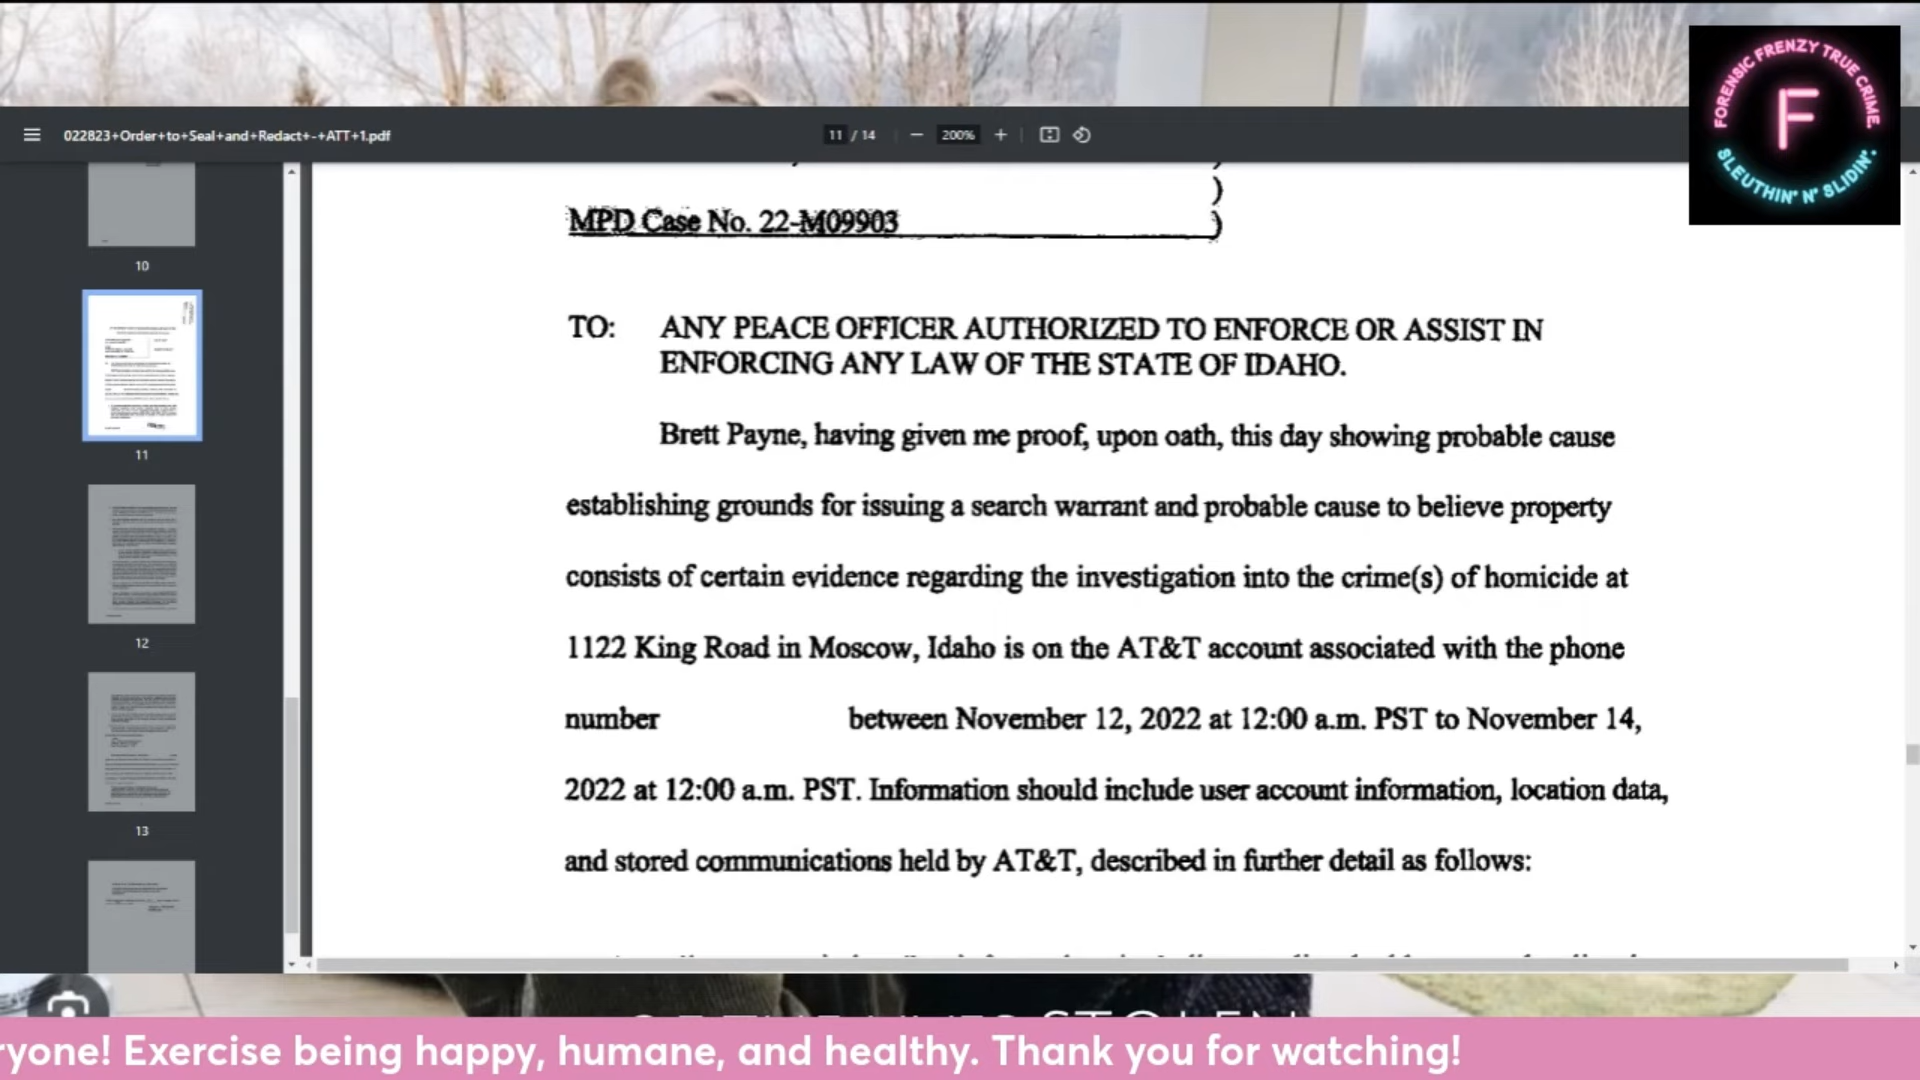 FORENSIC FRENZY TRUE CRIME.
F
SLEUTHIN' N' SLIDIN'.
022823+Order+to+Seal+and+Redact+-+ATT+1.pdf
11 / 14
200%
10
11
12
13
)
MPD Case No. 22-M09903 )
TO: ANY PEACE OFFICER AUTHORIZED TO ENFORCE OR ASSIST IN
ENFORCING ANY LAW OF THE STATE OF IDAHO.
Brett Payne, having given me proof, upon oath, this day showing probable cause
establishing grounds for issuing a search warrant and probable cause to believe property
consists of certain evidence regarding the investigation into the crime(s) of homicide at
1122 King Road in Moscow, Idaho is on the AT&T account associated with the phone
number between November 12, 2022 at 12:00 a.m. PST to November 14,
2022 at 12:00 a.m. PST. Information should include user account information, location data,
and stored communications held by AT&T, described in further detail as follows:
ryone! Exercise being happy, humane, and healthy. Thank you for watching!